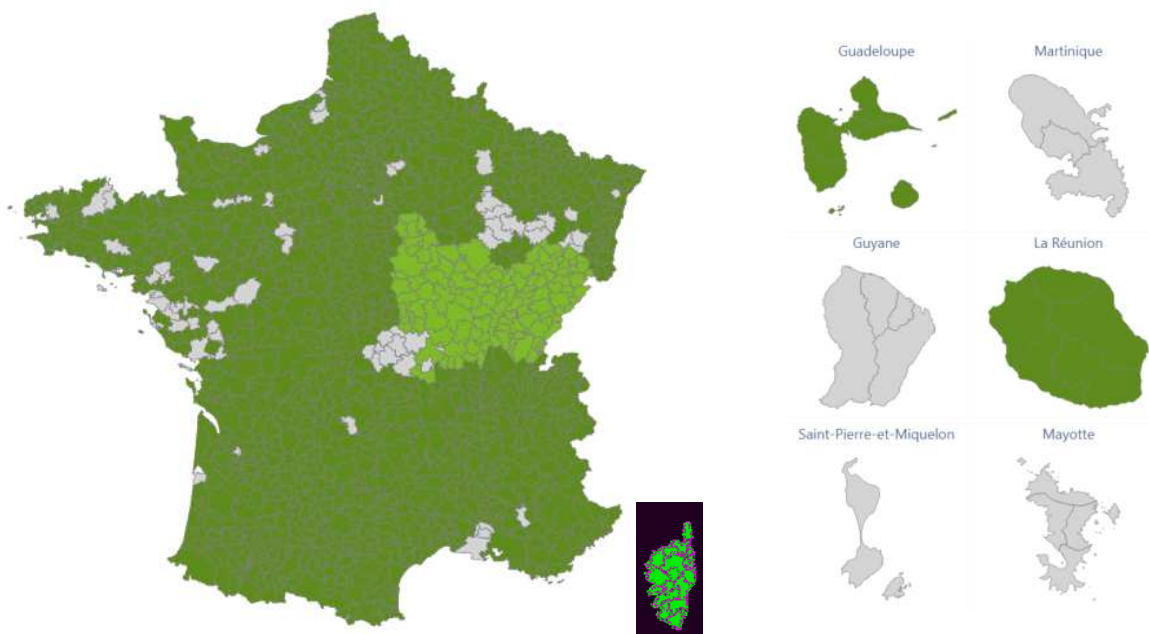 Guadeloupe
Martinique
Guyane
La Réunion
Saint-Pierre-et-Miquelon
Mayotte